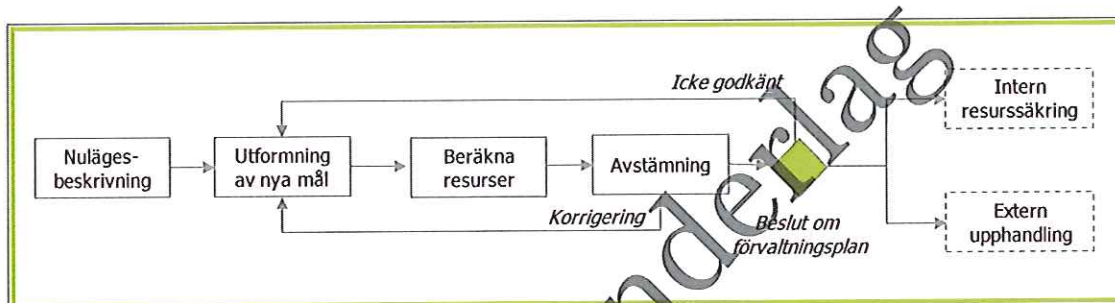 Icke godkänt
Intern
resurssäkring
Nuläges-
beskrivning
Utformning
av nya mål
Beräkna
resurser
Avstämning
Korrigering
Beslut om
förvaltningsplan
Extern
upphandling
nderlag